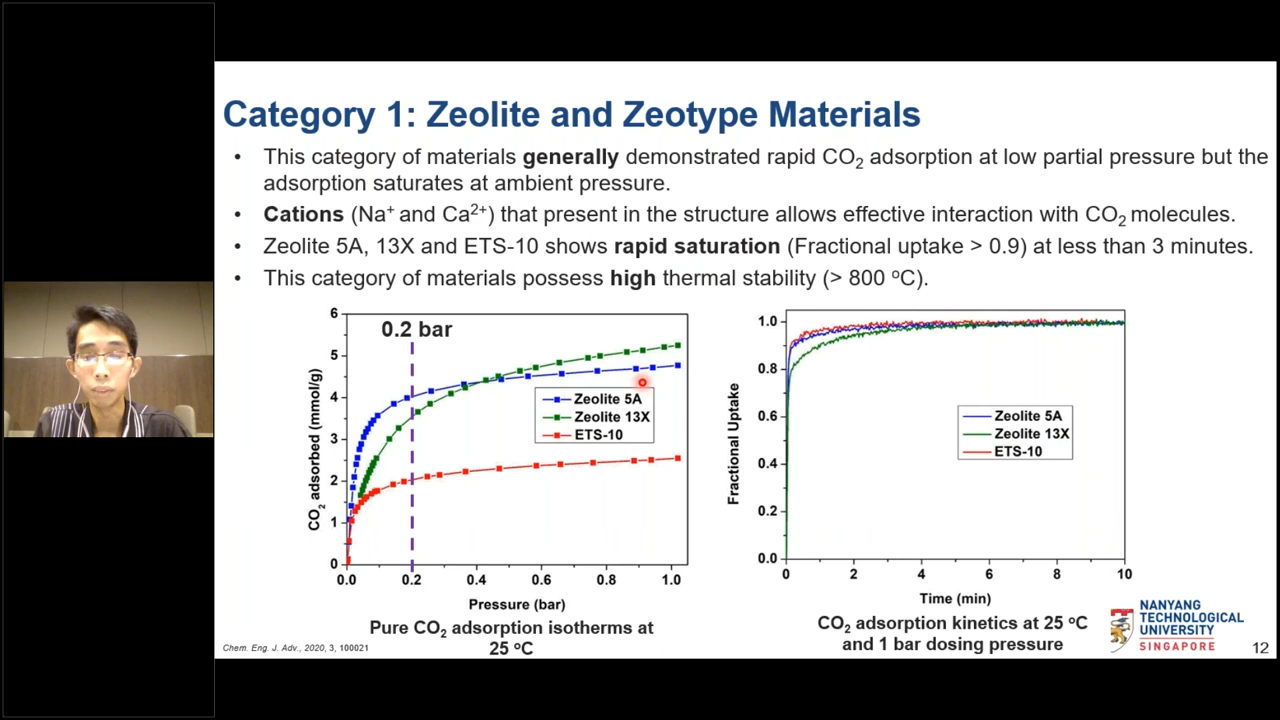 Category 1: Zeolite and Zeotype Materials
• This category of materials generally demonstrated rapid CO₂ adsorption at low partial pressure but the
adsorption saturates at ambient pressure.
• Cations (Na⁺ and Ca²⁺) that present in the structure allows effective interaction with CO₂ molecules.
• Zeolite 5A, 13X and ETS-10 shows rapid saturation (Fractional uptake > 0.9) at less than 3 minutes.
• This category of materials possess high thermal stability (> 800 ᵒC).
0.2 bar
CO₂ adsorbed (mmol/g)
6
5
4
3
2
1
0
Zeolite 5A
Zeolite 13X
ETS-10
0.0 0.2 0.4 0.6 0.8 1.0
Pressure (bar)
Pure CO₂ adsorption isotherms at
25 ᵒC
Fractional Uptake
1.0
0.8
0.6
0.4
0.2
0.0
Zeolite 5A
Zeolite 13X
ETS-10
0 2 4 6 8 10
Time (min)
CO₂ adsorption kinetics at 25 ᵒC
and 1 bar dosing pressure
Chem. Eng. J. Adv., 2020, 3, 100021
NANYANG
TECHNOLOGICAL
UNIVERSITY
SINGAPORE
12